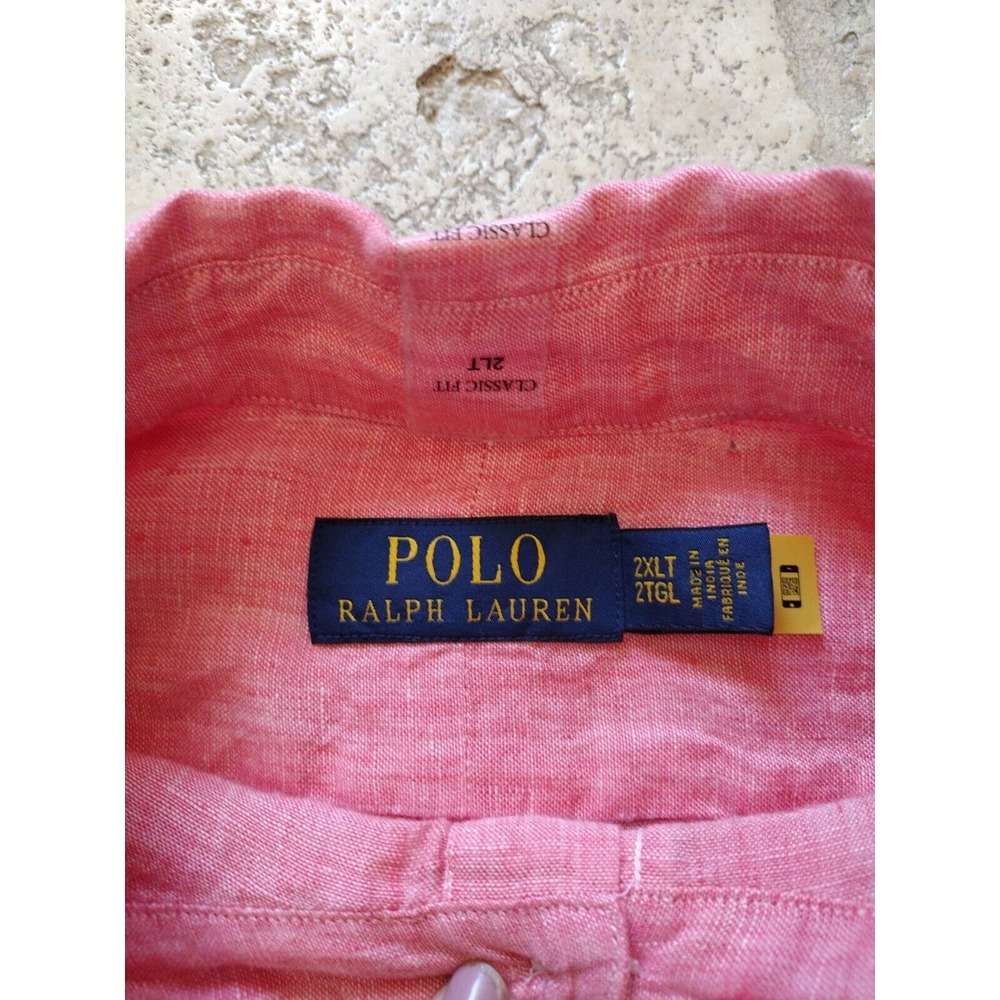 CLASSIC FIT
2LT
CLASSIC FIT
POLO
RALPH LAUREN
2XLT
2TGL
MADE IN
INDIA
FABRIQUÉ EN
INDE